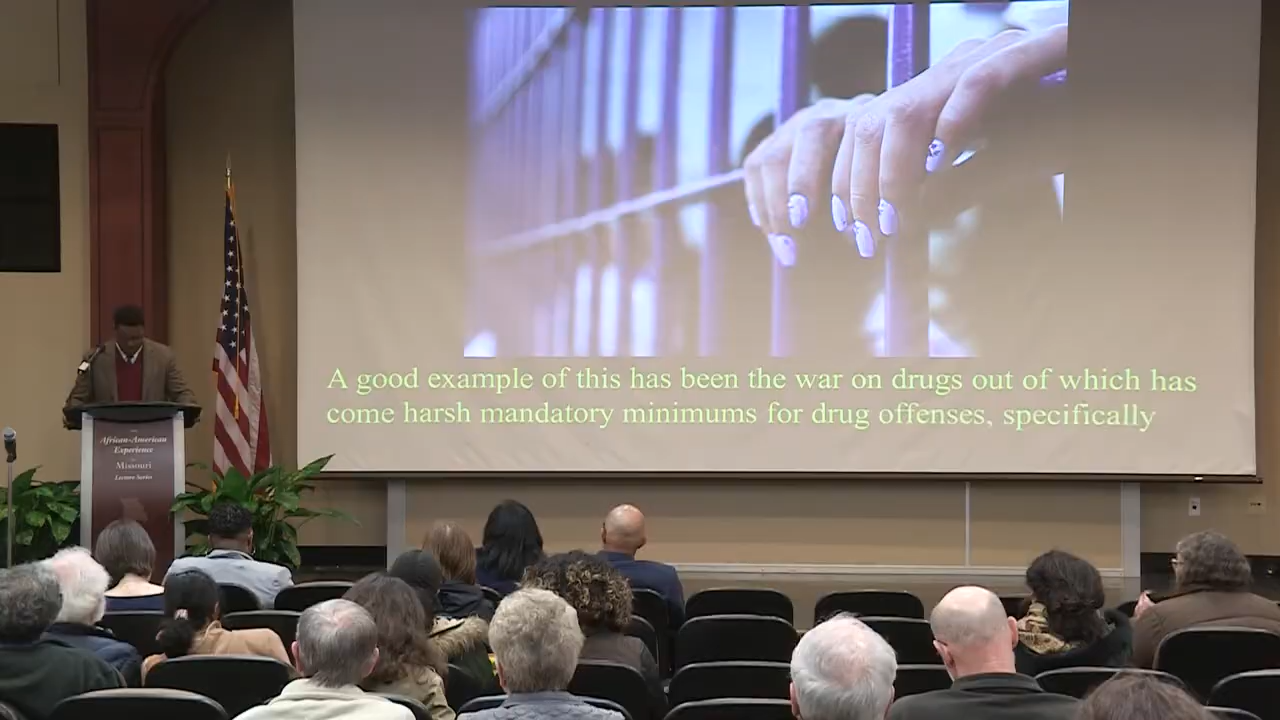 A good example of this has been the war on drugs out of which has
come harsh mandatory minimums for drug offenses, specifically
African-American
Experience
Missouri
Lecture Series